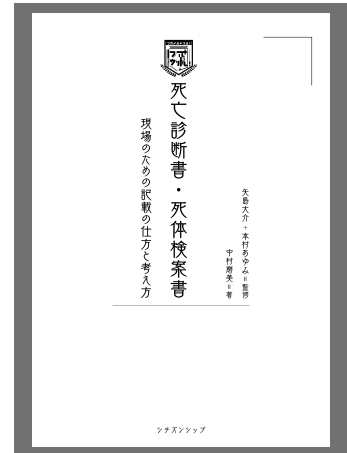 死亡診断書・死体検案書
現場のための記載の仕方と考え方
矢島大介+本村あゆみ=監修
中村磨美=著
シチズンシップ